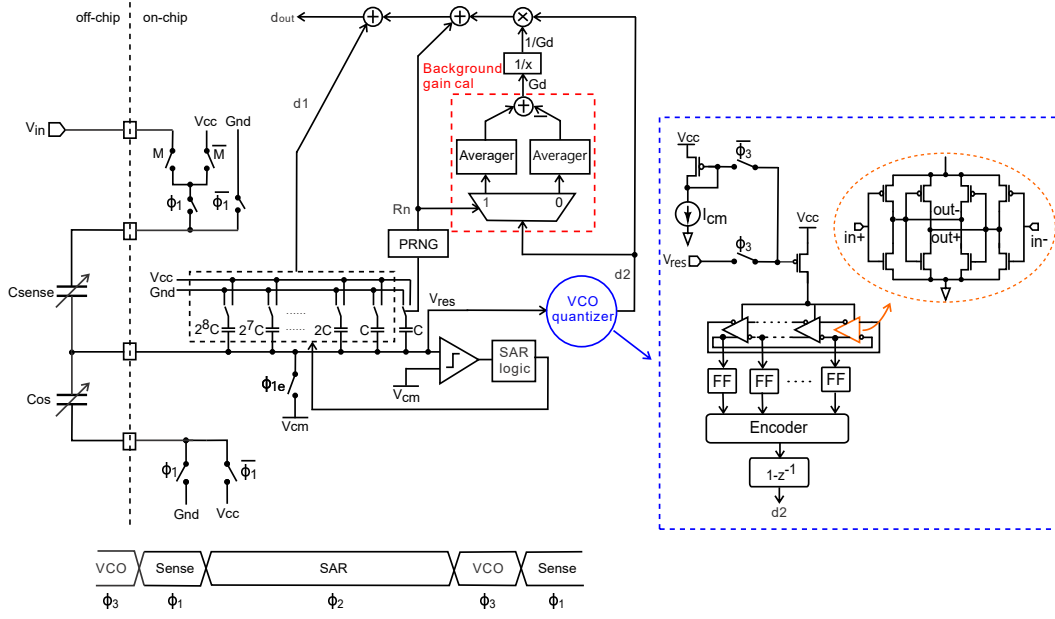 off-chip
on-chip
dout
1/Gd
1/x
Gd
Background
gain cal
d1
Vin
Vcc
Gnd
M
M̅
ϕ1
ϕ̅1
Averager
Averager
1
0
Rn
PRNG
Vcc
Gnd
2⁸C
2⁷C
......
2C
C
C
Vres
VCO
quantizer
d2
Csense
Cos
ϕ1e
Vcm
Vcm
SAR
logic
ϕ1
ϕ̅1
Gnd
Vcc
Vcc
ϕ̅3
Icm
Vres
ϕ3
Vcc
in+
out-
out+
in-
FF
FF
....
FF
Encoder
1-z⁻¹
d2
VCO
Sense
SAR
VCO
Sense
ϕ3
ϕ1
ϕ2
ϕ3
ϕ1